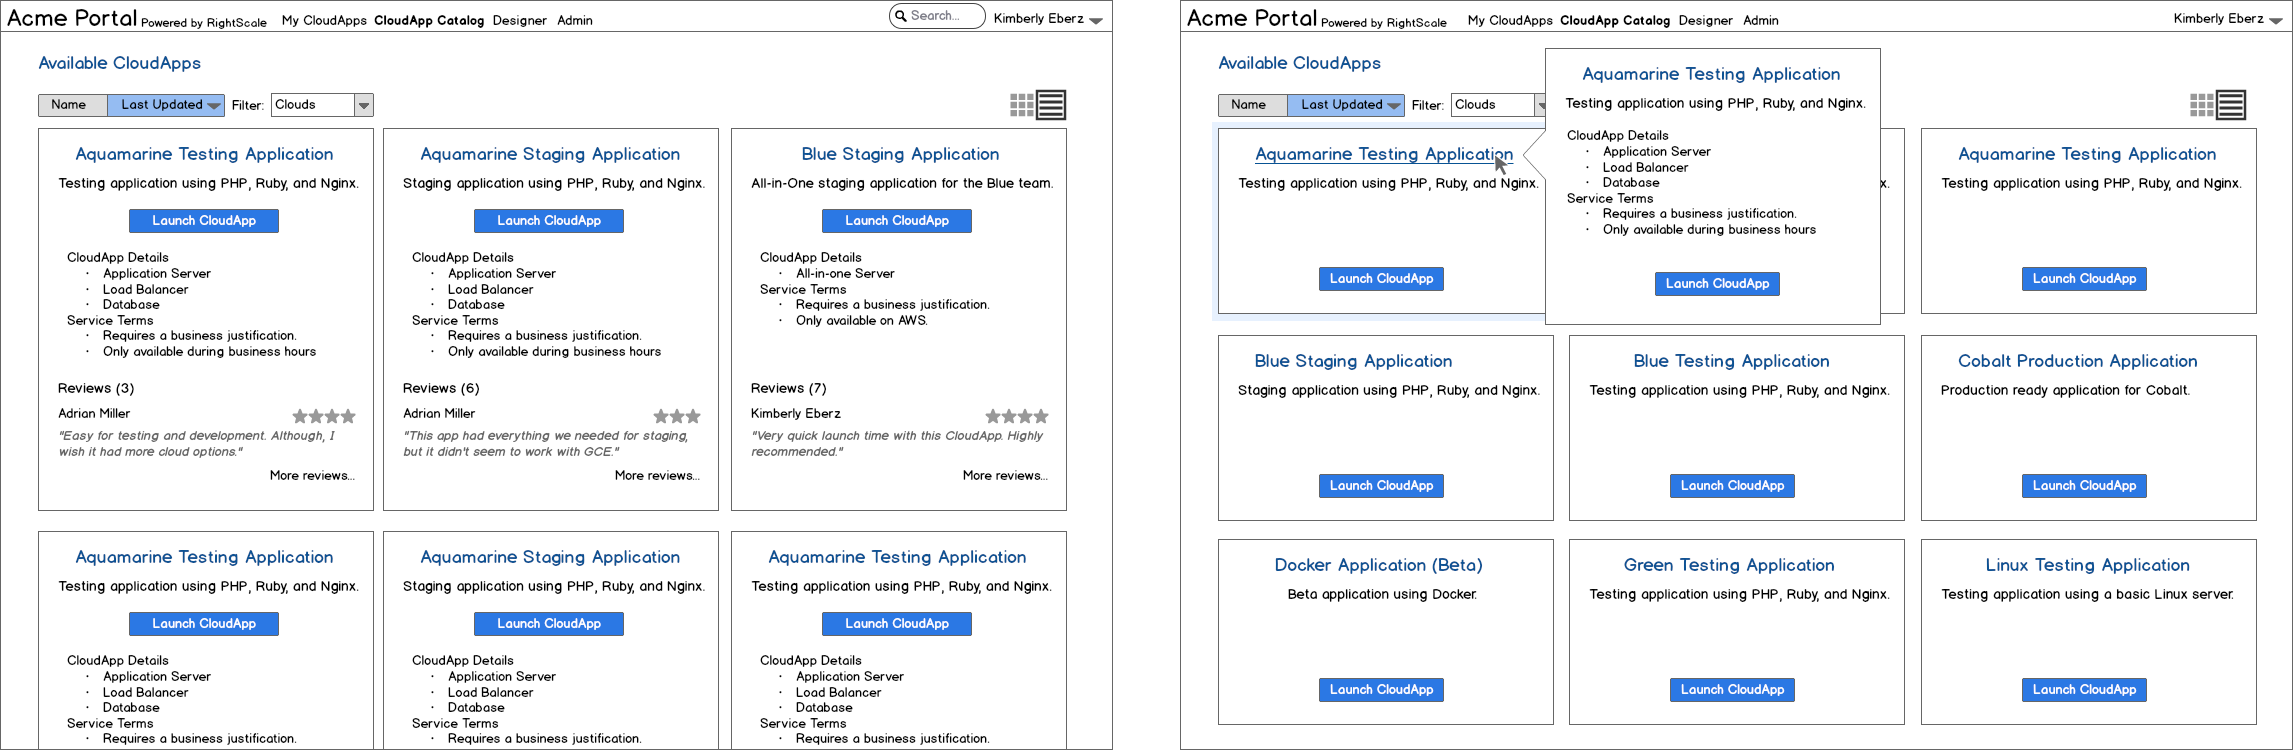 Acme Portal Powered by RightScale My CloudApps CloudApp Catalog Designer Admin Search... Kimberly Eberz
Available CloudApps
Name Last Updated Filter: Clouds
Aquamarine Testing Application
Testing application using PHP, Ruby, and Nginx.
Launch CloudApp
CloudApp Details
· Application Server
· Load Balancer
· Database
Service Terms
· Requires a business justification.
· Only available during business hours
Reviews (3)
Adrian Miller
"Easy for testing and development. Although, I
wish it had more cloud options."
More reviews...
Aquamarine Staging Application
Staging application using PHP, Ruby, and Nginx.
Launch CloudApp
CloudApp Details
· Application Server
· Load Balancer
· Database
Service Terms
· Requires a business justification.
· Only available during business hours
Reviews (6)
Adrian Miller
"This app had everything we needed for staging,
but it didn't seem to work with GCE."
More reviews...
Blue Staging Application
All-in-One staging application for the Blue team.
Launch CloudApp
CloudApp Details
· All-in-one Server
Service Terms
· Requires a business justification.
· Only available on AWS.
Reviews (7)
Kimberly Eberz
"Very quick launch time with this CloudApp. Highly
recommended."
More reviews...
Aquamarine Testing Application
Testing application using PHP, Ruby, and Nginx.
Launch CloudApp
CloudApp Details
· Application Server
· Load Balancer
· Database
Service Terms
· Requires a business justification.
Aquamarine Staging Application
Staging application using PHP, Ruby, and Nginx.
Launch CloudApp
CloudApp Details
· Application Server
· Load Balancer
· Database
Service Terms
· Requires a business justification.
Aquamarine Testing Application
Testing application using PHP, Ruby, and Nginx.
Launch CloudApp
CloudApp Details
· Application Server
· Load Balancer
· Database
Service Terms
· Requires a business justification.
Acme Portal Powered by RightScale My CloudApps CloudApp Catalog Designer Admin Kimberly Eberz
Available CloudApps
Name Last Updated Filter: Clouds
Aquamarine Testing Application
Testing application using PHP, Ruby, and Nginx.
Launch CloudApp
Aquamarine Testing Application
Testing application using PHP, Ruby, and Nginx.
CloudApp Details
· Application Server
· Load Balancer
· Database
Service Terms
· Requires a business justification.
· Only available during business hours
Launch CloudApp
x.
Aquamarine Testing Application
Testing application using PHP, Ruby, and Nginx.
Launch CloudApp
Blue Staging Application
Staging application using PHP, Ruby, and Nginx.
Launch CloudApp
Blue Testing Application
Testing application using PHP, Ruby, and Nginx.
Launch CloudApp
Cobalt Production Application
Production ready application for Cobalt.
Launch CloudApp
Docker Application (Beta)
Beta application using Docker.
Launch CloudApp
Green Testing Application
Testing application using PHP, Ruby, and Nginx.
Launch CloudApp
Linux Testing Application
Testing application using a basic Linux server.
Launch CloudApp